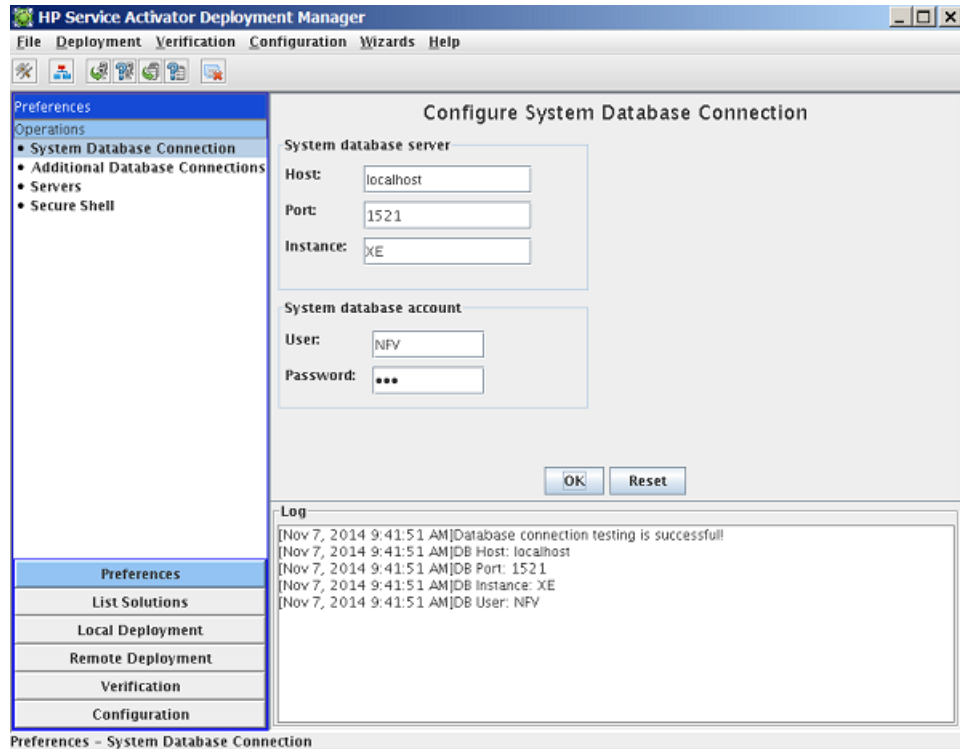 HP Service Activator Deployment Manager
File Deployment Verification Configuration Wizards Help
Preferences
Operations
• System Database Connection
• Additional Database Connections
• Servers
• Secure Shell
Preferences
List Solutions
Local Deployment
Remote Deployment
Verification
Configuration
Configure System Database Connection
System database server
Host: localhost
Port: 1521
Instance: XE
System database account
User: NFV
Password: •••
OK Reset
Log
[Nov 7, 2014 9:41:51 AM]Database connection testing is successful!
[Nov 7, 2014 9:41:51 AM]DB Host: localhost
[Nov 7, 2014 9:41:51 AM]DB Port: 1521
[Nov 7, 2014 9:41:51 AM]DB Instance: XE
[Nov 7, 2014 9:41:51 AM]DB User: NFV
Preferences - System Database Connection